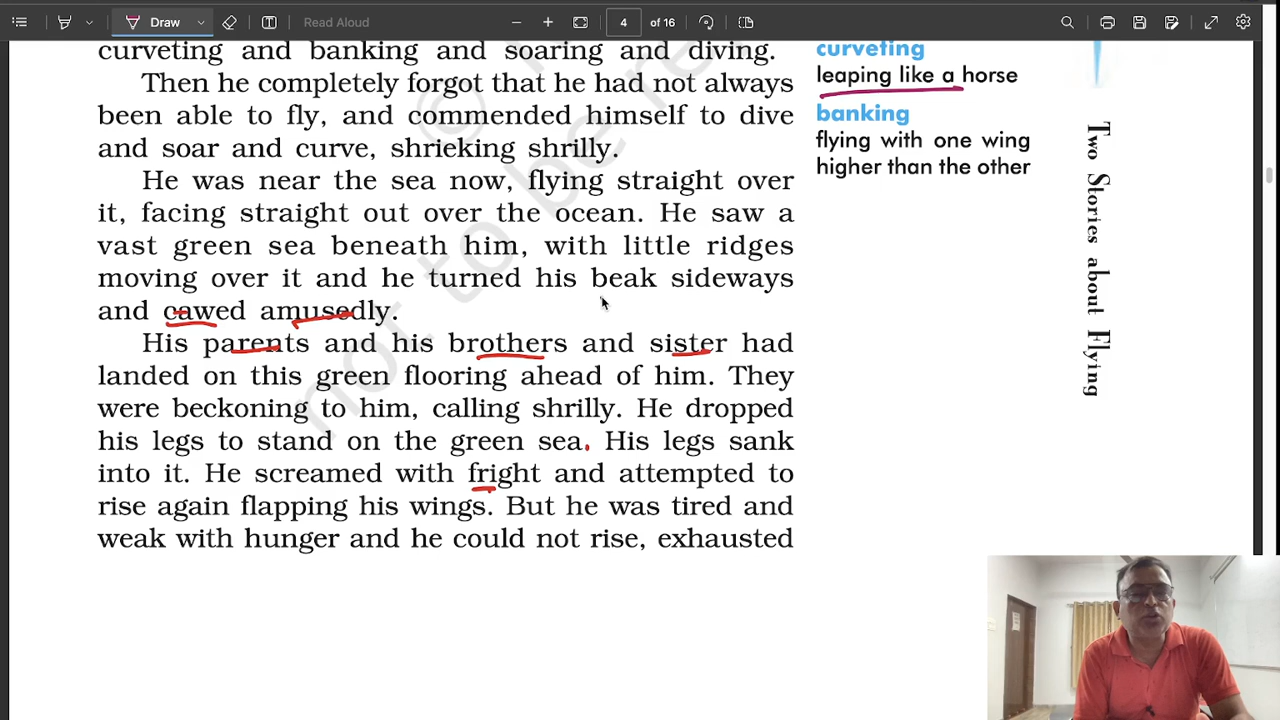 Draw
Read Aloud
4
of 16
curveting and banking and soaring and diving.
Then he completely forgot that he had not always
been able to fly, and commended himself to dive
and soar and curve, shrieking shrilly.
He was near the sea now, flying straight over
it, facing straight out over the ocean. He saw a
vast green sea beneath him, with little ridges
moving over it and he turned his beak sideways
and cawed amusedly.
His parents and his brothers and sister had
landed on this green flooring ahead of him. They
were beckoning to him, calling shrilly. He dropped
his legs to stand on the green sea. His legs sank
into it. He screamed with fright and attempted to
rise again flapping his wings. But he was tired and
weak with hunger and he could not rise, exhausted
curveting
leaping like a horse
banking
flying with one wing
higher than the other
Two Stories about Flying
not to be re